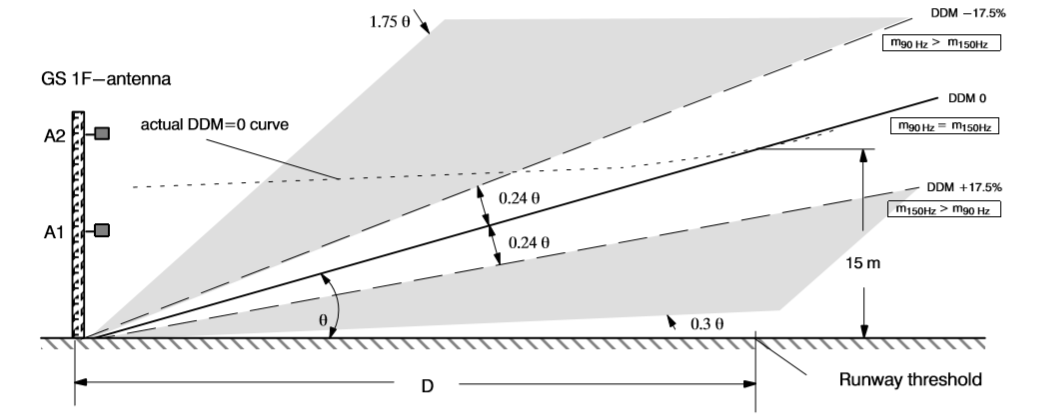 1.75 θ
DDM −17.5%
m90 Hz > m150Hz
GS 1F−antenna
DDM 0
A2
actual DDM=0 curve
m90 Hz = m150Hz
0.24 θ
DDM +17.5%
m150Hz > m90 Hz
A1
0.24 θ
15 m
θ
0.3 θ
D
Runway threshold